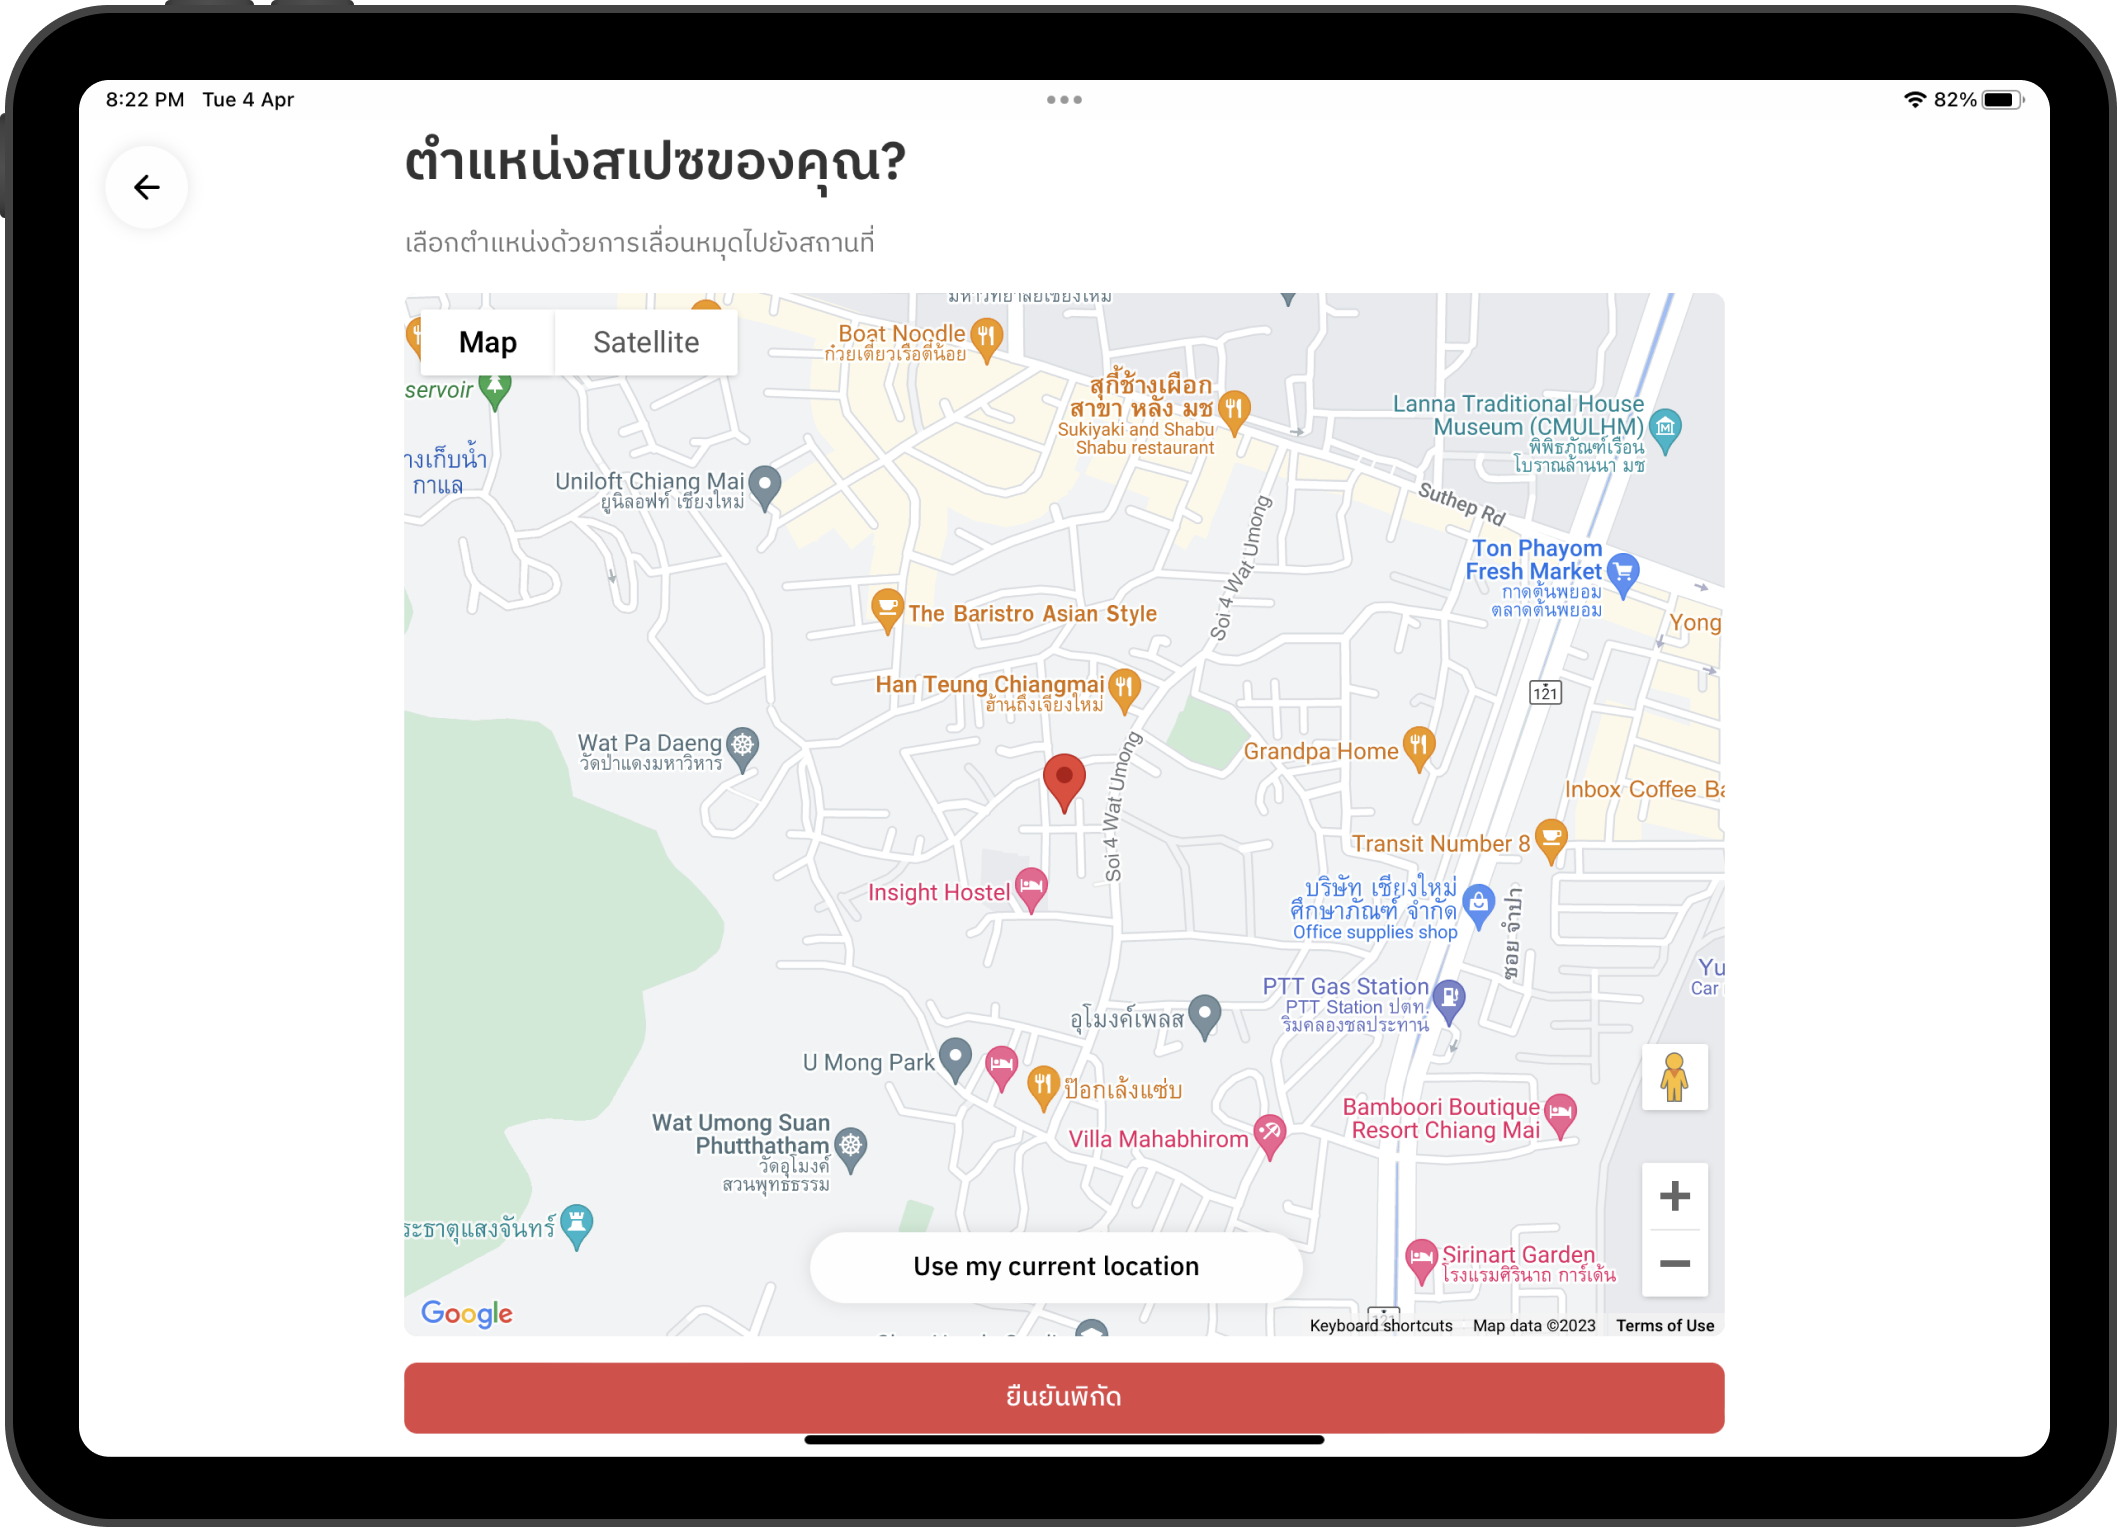 8:22 PM Tue 4 Apr
82%
ตำแหน่งสเปซของคุณ?
เลือกตำแหน่งด้วยการเลื่อนหมุดไปยังสถานที่
Map
Satellite
มหาวิทยาลัยเชียงใหม่
Boat Noodle
ก๋วยเตี๋ยวเรือตี๋น้อย
servoir
สุกี้ช้างเผือก
สาขา หลัง มช
Sukiyaki and Shabu
Shabu restaurant
Lanna Traditional House
Museum (CMULHM)
พิพิธภัณฑ์เรือน
โบราณล้านนา มช
างเก็บน้ำ
กาแล
Uniloft Chiang Mai
ยูนิลอฟท์ เชียงใหม่
Suthep Rd
Soi 4 Wat Umong
Ton Phayom
Fresh Market
กาดต้นพยอม
ตลาดต้นพยอม
The Baristro Asian Style
Yong
Han Teung Chiangmai
ฮ้านถึงเจียงใหม่
121
Wat Pa Daeng
วัดป่าแดงมหาวิหาร
Grandpa Home
Soi 4 Wat Umong
Inbox Coffee Ba
Transit Number 8
Insight Hostel
บริษัท เชียงใหม่
ศึกษาภัณฑ์ จำกัด
Office supplies shop
ซอย จำปา
Yu
Car
PTT Gas Station
PTT Station ปตท.
ริมคลองชลประทาน
อุโมงค์เพลส
U Mong Park
ป๊อกเล้งแซ่บ
Wat Umong Suan
Phutthatham
วัดอุโมงค์
สวนพุทธธรรม
Villa Mahabhirom
Bamboori Boutique
Resort Chiang Mai
ระธาตุแสงจันทร์
Use my current location
Sirinart Garden
โรงแรมศิรินาถ การ์เด้น
Google
121
Keyboard shortcuts Map data ©2023 Terms of Use
ยืนยันพิกัด